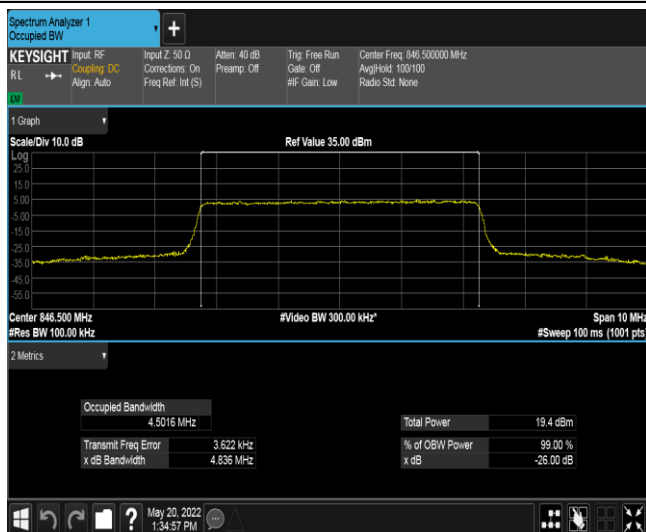 Spectrum Analyzer 1
Occupied BW
+
KEYSIGHT
RL
Input: RF
Coupling: DC
Align: Auto
Input Z: 50 Ω
Corrections: On
Freq Ref: Int (S)
Atten: 40 dB
Preamp: Off
Trig: Free Run
Gate: Off
#IF Gain: Low
Center Freq: 846.500000 MHz
Avg|Hold: 100/100
Radio Std: None
1 Graph
Scale/Div 10.0 dB
Ref Value 35.00 dBm
Log
25.0
15.0
5.00
-5.00
-15.0
-25.0
-35.0
-45.0
-55.0
Center 846.500 MHz
#Video BW 300.00 kHz*
Span 10 MHz
#Res BW 100.00 kHz
#Sweep 100 ms (1001 pts)
2 Metrics
Occupied Bandwidth
4.5016 MHz
Total Power 19.4 dBm
Transmit Freq Error 3.622 kHz
% of OBW Power 99.00 %
x dB Bandwidth 4.836 MHz
x dB -26.00 dB
?
May 20, 2022
1:34:57 PM